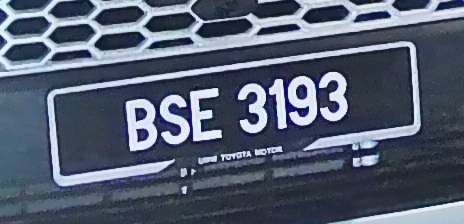 BSE 3193
UMW TOYOTA MOTOR